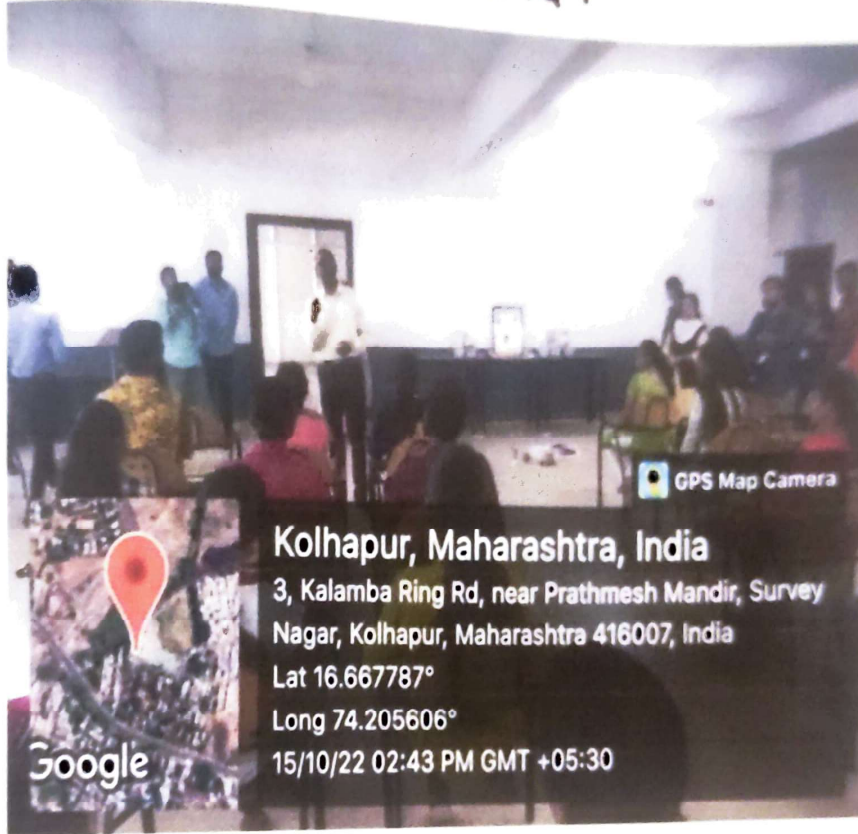 GPS Map Camera
Kolhapur, Maharashtra, India
3, Kalamba Ring Rd, near Prathmesh Mandir, Survey
Nagar, Kolhapur, Maharashtra 416007, India
Lat 16.667787°
Long 74.205606°
15/10/22 02:43 PM GMT +05:30
Google